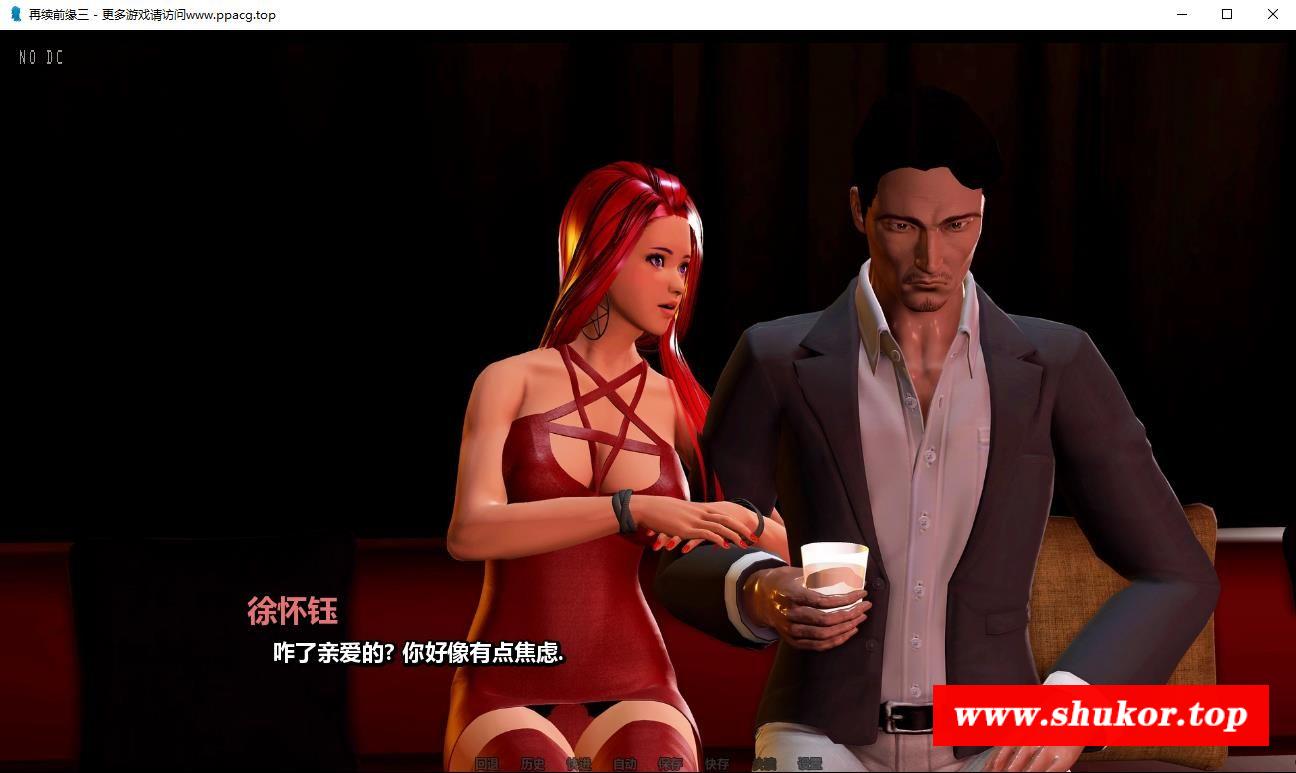 再续前缘三 - 更多游戏请访问www.ppacg.top
NO DC
徐怀钰
咋了亲爱的? 你好像有点焦虑.
www.shukor.top
回退 历史 快进 自动 保存 快存 快读 设置